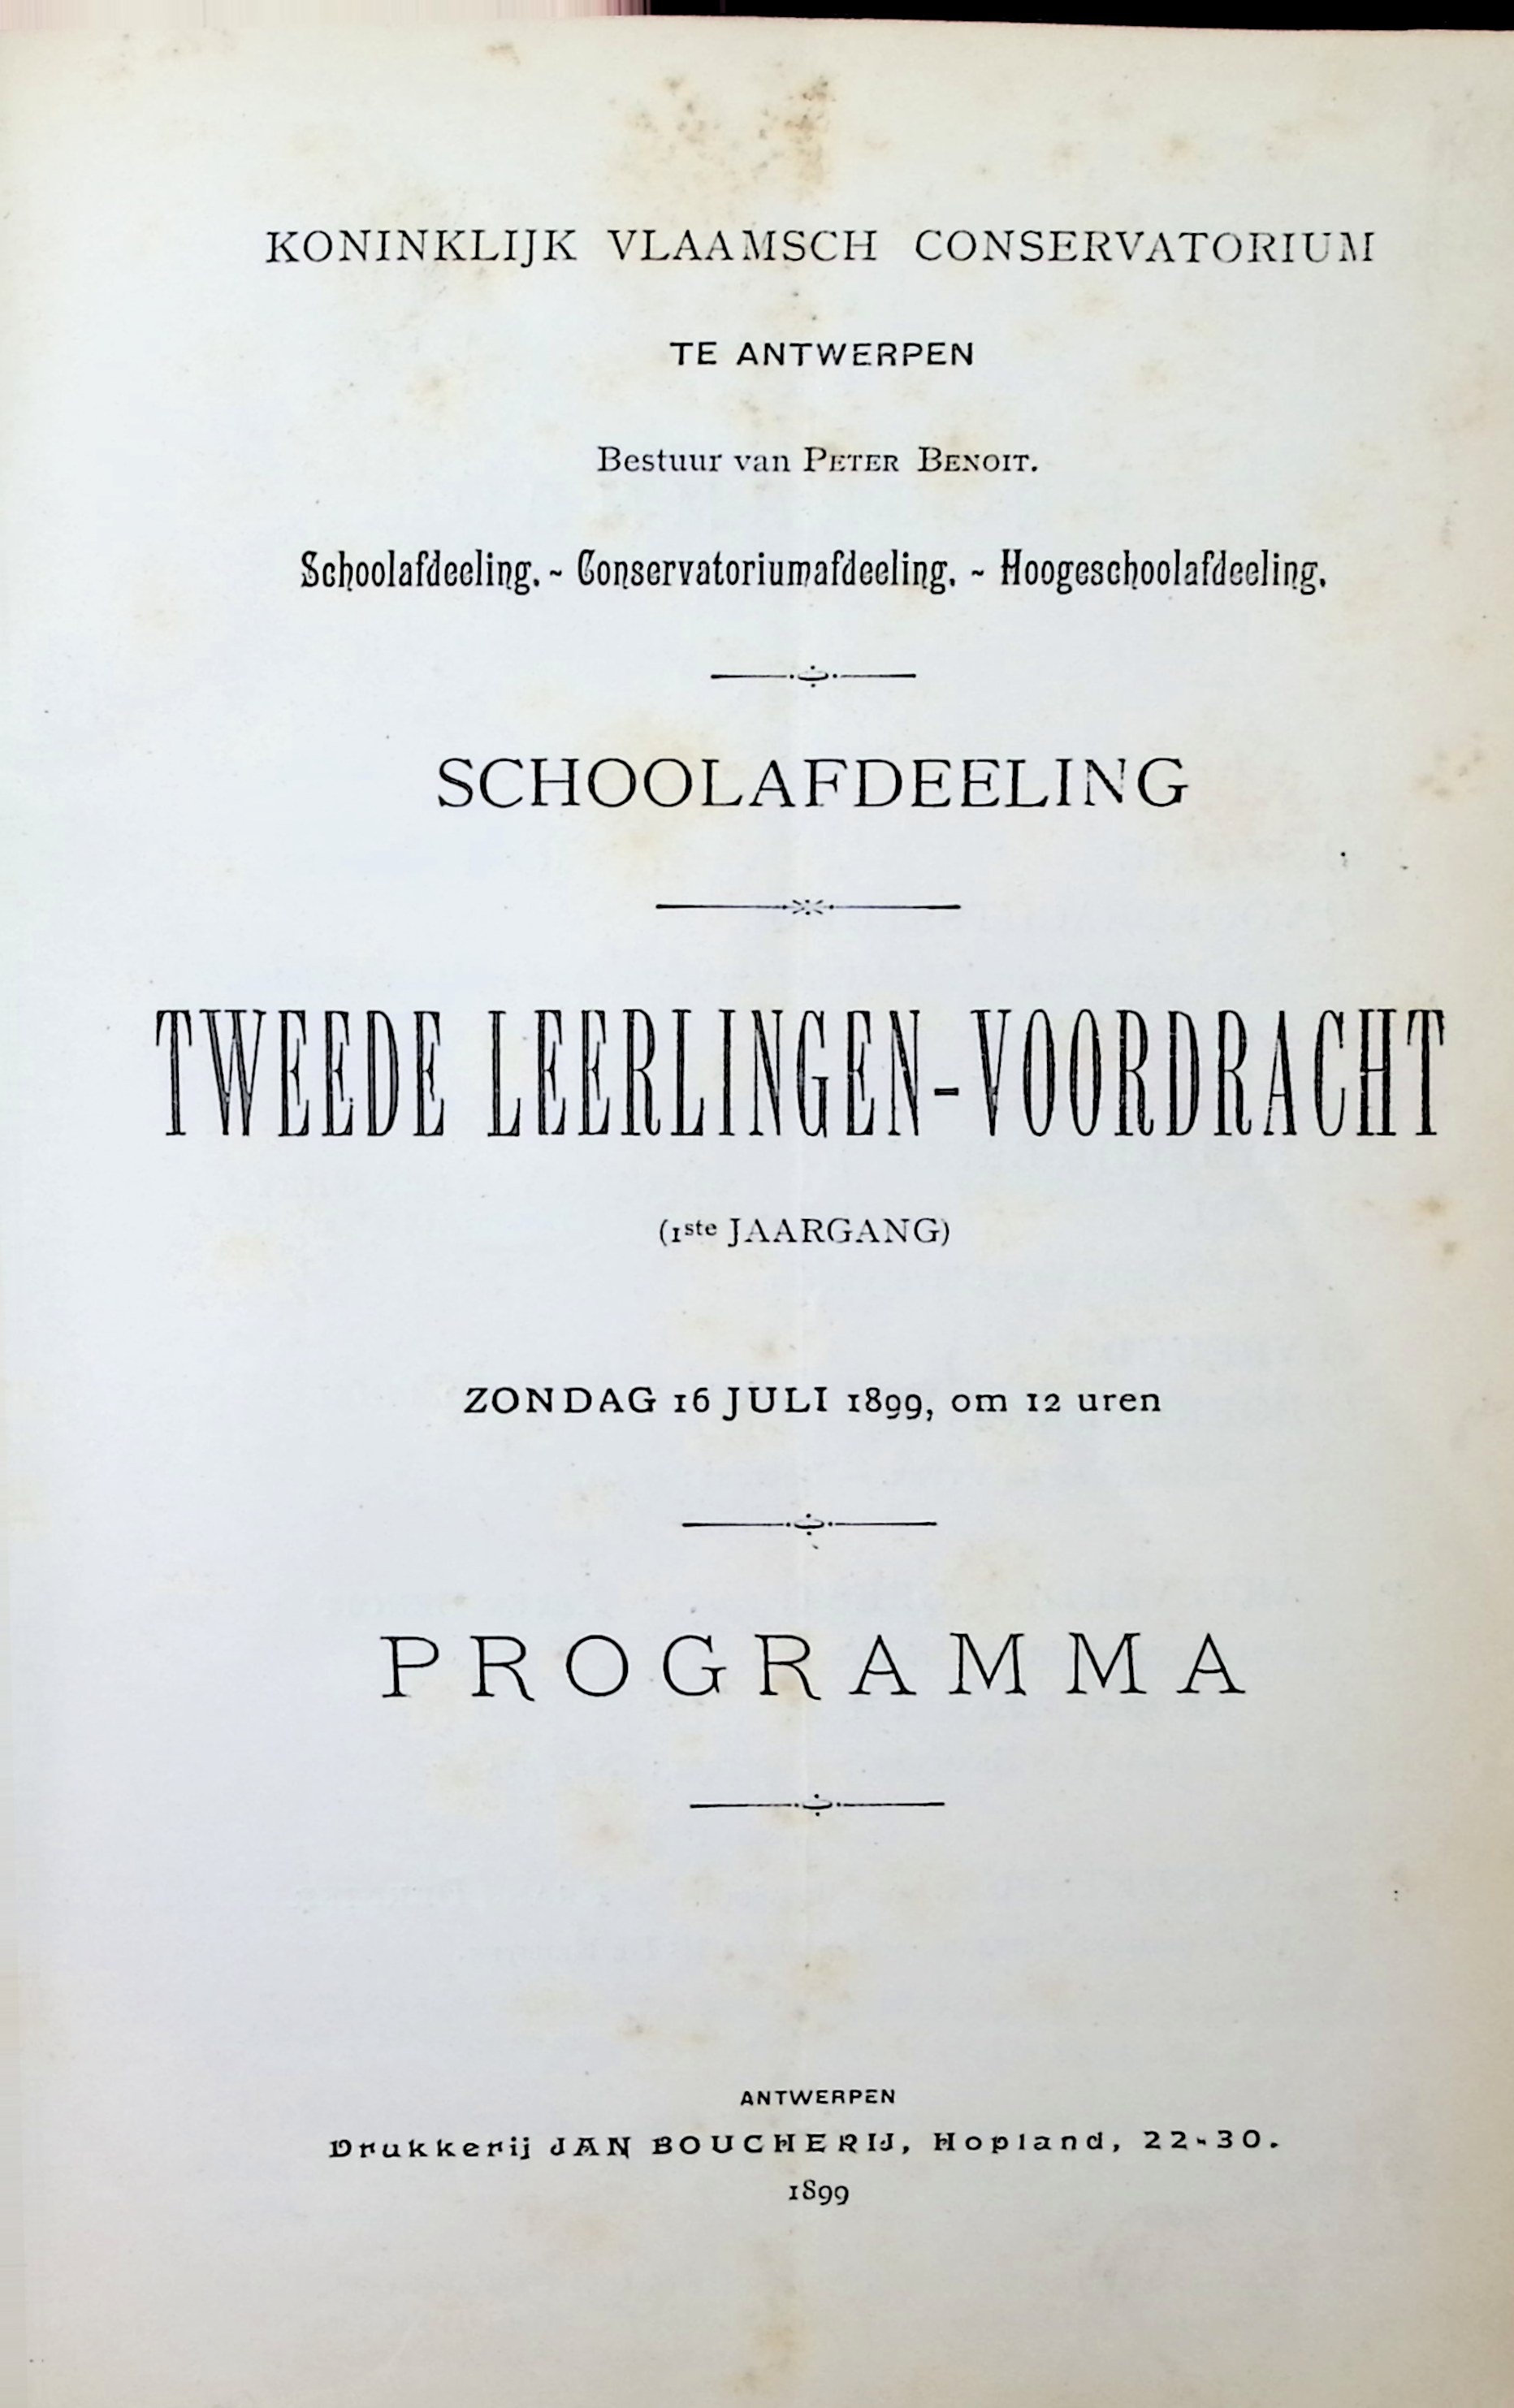 KONINKLIJK VLAAMSCH CONSERVATORIUM
TE ANTWERPEN
Bestuur van PETER BENOIT.
Schoolafdeeling. ~ Conservatoriumafdeeling. ~ Hoogeschoolafdeeling.
SCHOOLAFDEELING
TWEEDE LEERLINGEN-VOORDRACHT
(1ste JAARGANG)
ZONDAG 16 JULI 1899, om 12 uren
PROGRAMMA
ANTWERPEN
Drukkerij JAN BOUCHERIJ, Hopland, 22-30.
1899